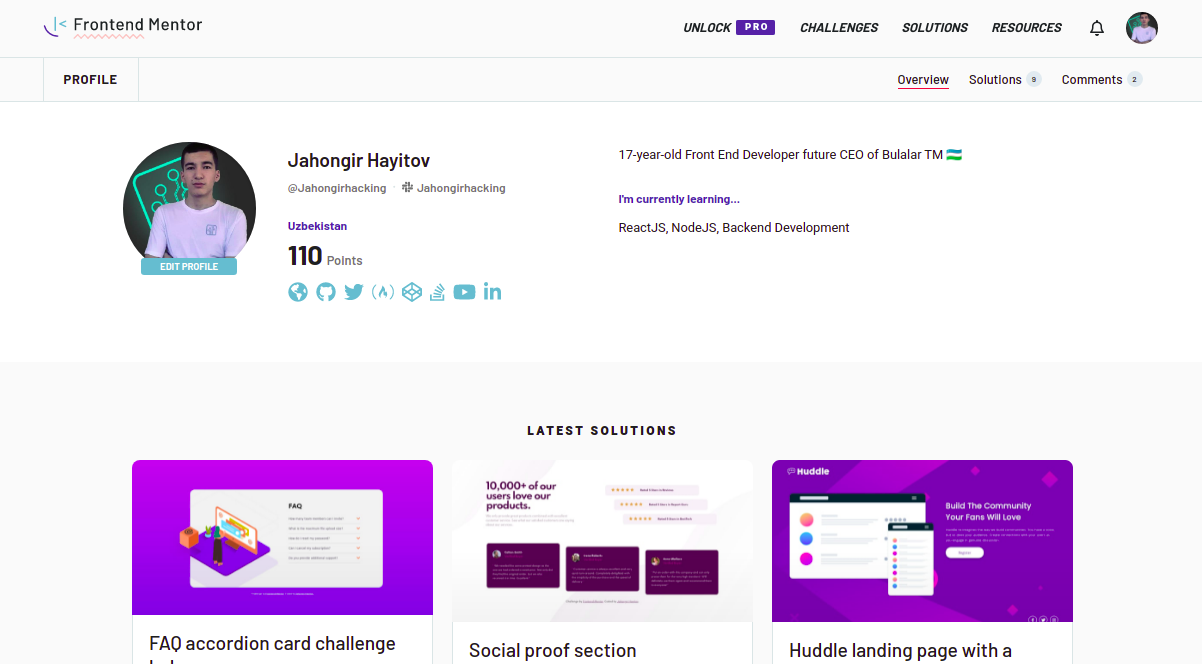 Frontend Mentor
UNLOCK PRO CHALLENGES SOLUTIONS RESOURCES
PROFILE
Overview Solutions 9 Comments 2
Jahongir Hayitov
@Jahongirhacking Jahongirhacking
Uzbekistan
110 Points
EDIT PROFILE
17-year-old Front End Developer future CEO of Bulalar TM 🇺🇿
I'm currently learning...
ReactJS, NodeJS, Backend Development
LATEST SOLUTIONS
FAQ
10,000+ of our
users love our
products.
Huddle
Build The Community
Your Fans Will Love
FAQ accordion card challenge
Social proof section
Huddle landing page with a